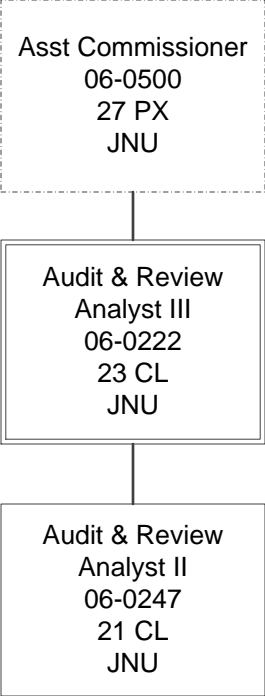 Asst Commissioner
06-0500
27 PX
JNU
Audit & Review
Analyst III
06-0222
23 CL
JNU
Audit & Review
Analyst II
06-0247
21 CL
JNU